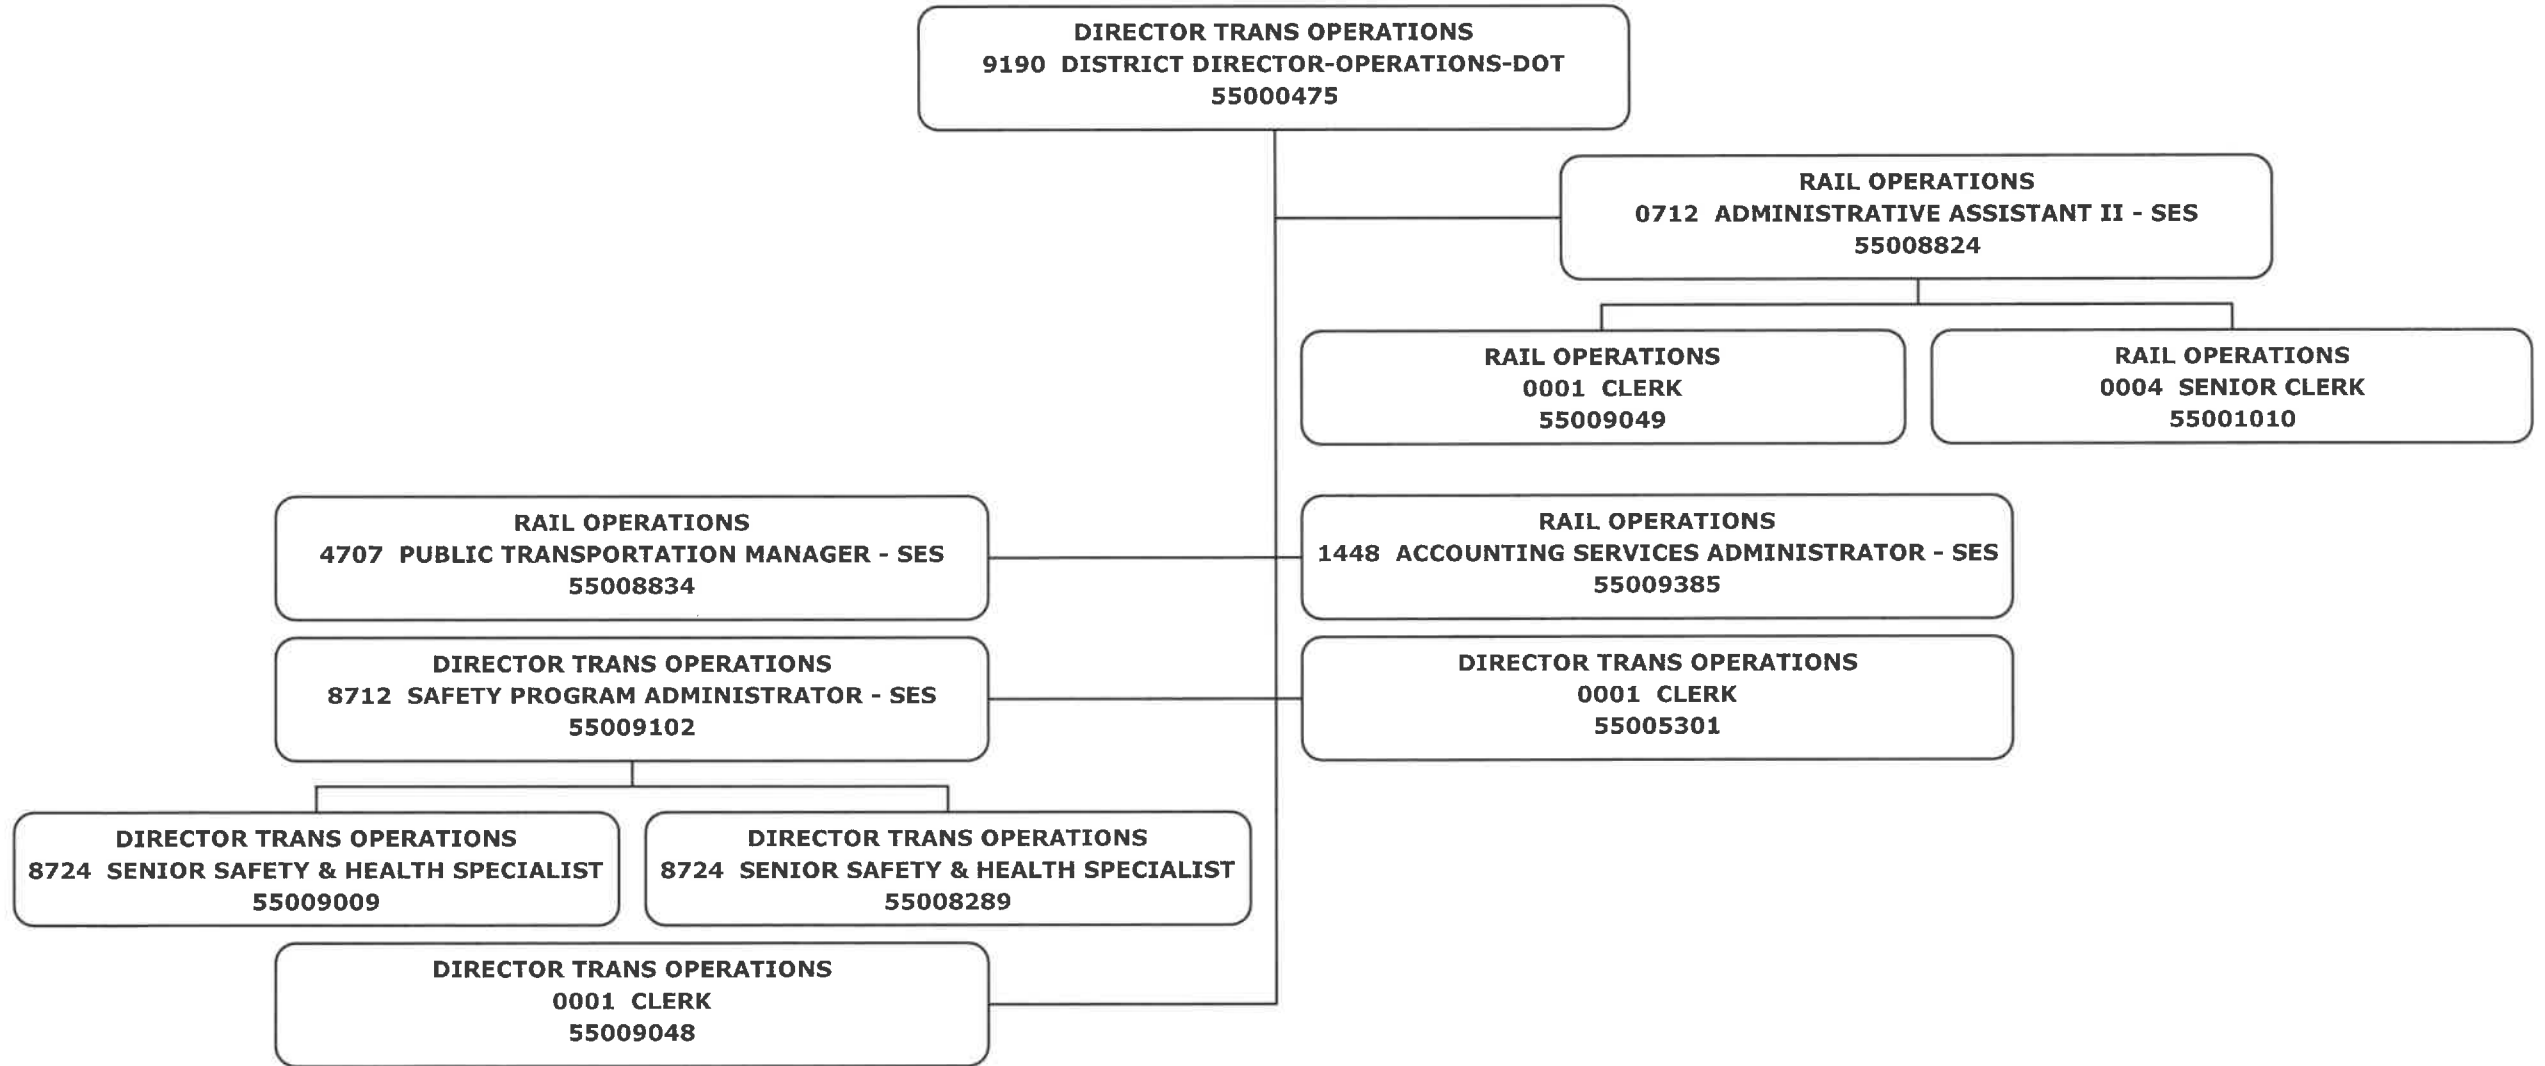 DIRECTOR TRANS OPERATIONS
9190 DISTRICT DIRECTOR-OPERATIONS-DOT
55000475
RAIL OPERATIONS
0712 ADMINISTRATIVE ASSISTANT II - SES
55008824
RAIL OPERATIONS
0001 CLERK
55009049
RAIL OPERATIONS
0004 SENIOR CLERK
55001010
RAIL OPERATIONS
4707 PUBLIC TRANSPORTATION MANAGER - SES
55008834
RAIL OPERATIONS
1448 ACCOUNTING SERVICES ADMINISTRATOR - SES
55009385
DIRECTOR TRANS OPERATIONS
8712 SAFETY PROGRAM ADMINISTRATOR - SES
55009102
DIRECTOR TRANS OPERATIONS
0001 CLERK
55005301
DIRECTOR TRANS OPERATIONS
8724 SENIOR SAFETY & HEALTH SPECIALIST
55009009
DIRECTOR TRANS OPERATIONS
8724 SENIOR SAFETY & HEALTH SPECIALIST
55008289
DIRECTOR TRANS OPERATIONS
0001 CLERK
55009048